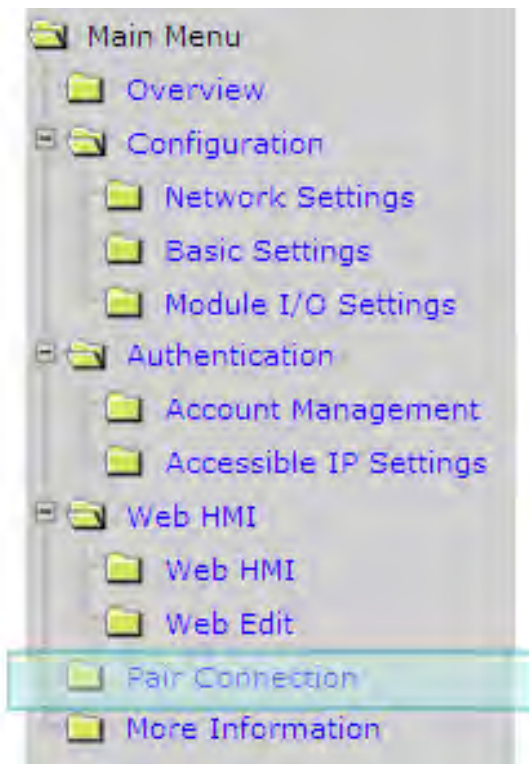 Main Menu
Overview
Configuration
Network Settings
Basic Settings
Module I/O Settings
Authentication
Account Management
Accessible IP Settings
Web HMI
Web HMI
Web Edit
Pair Connection
More Information